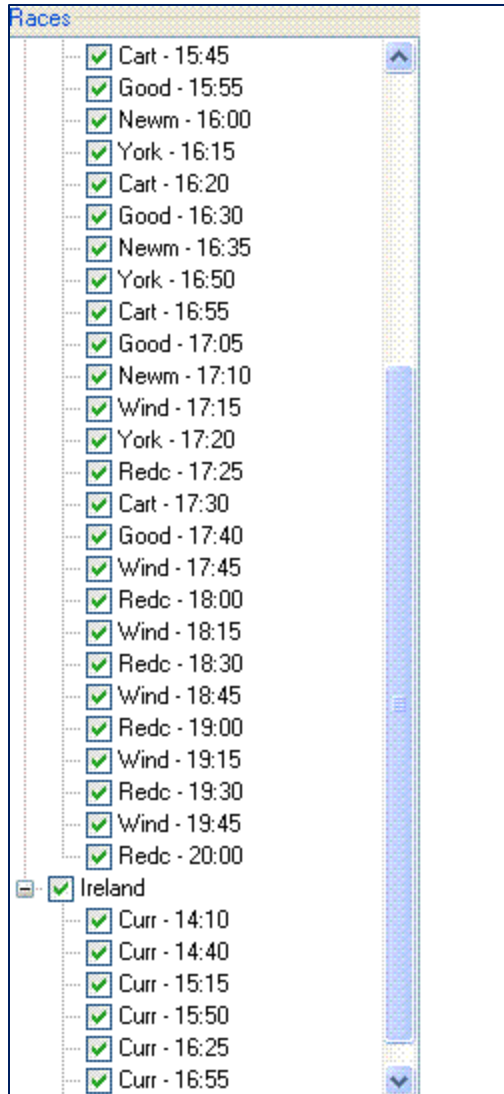 Races
Cart - 15:45
Good - 15:55
Newm - 16:00
York - 16:15
Cart - 16:20
Good - 16:30
Newm - 16:35
York - 16:50
Cart - 16:55
Good - 17:05
Newm - 17:10
Wind - 17:15
York - 17:20
Redc - 17:25
Cart - 17:30
Good - 17:40
Wind - 17:45
Redc - 18:00
Wind - 18:15
Redc - 18:30
Wind - 18:45
Redc - 19:00
Wind - 19:15
Redc - 19:30
Wind - 19:45
Redc - 20:00
Ireland
Curr - 14:10
Curr - 14:40
Curr - 15:15
Curr - 15:50
Curr - 16:25
Curr - 16:55